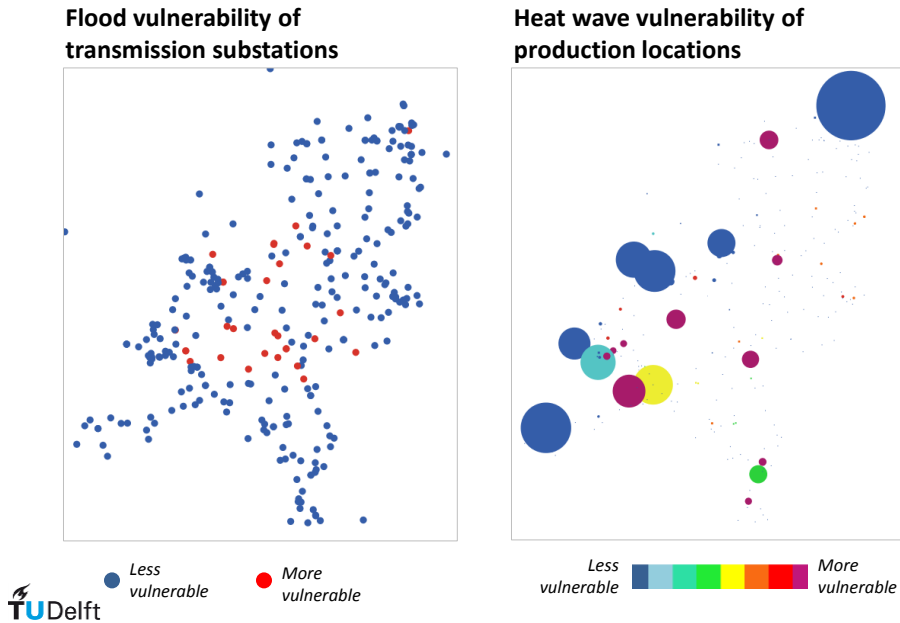 Flood vulnerability of
transmission substations
Heat wave vulnerability of
production locations
Less
vulnerable
More
vulnerable
Less
vulnerable
More
vulnerable
TUDelft